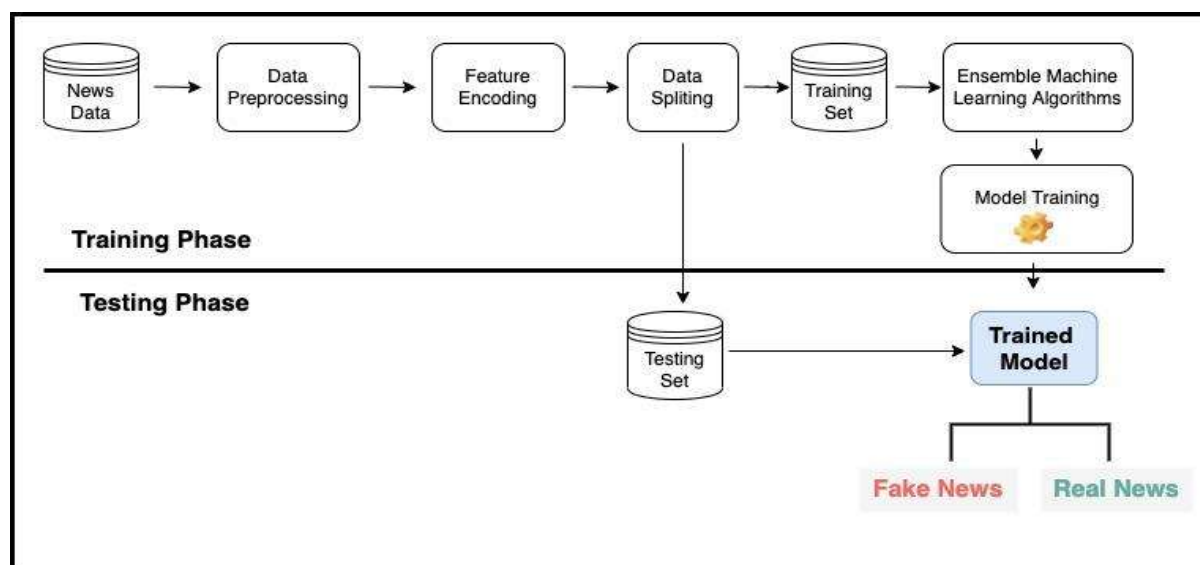 News
Data
Data
Preprocessing
Feature
Encoding
Data
Spliting
Training
Set
Ensemble Machine
Learning Algorithms
Model Training
Training Phase
Testing Phase
Testing
Set
Trained
Model
Fake News
Real News